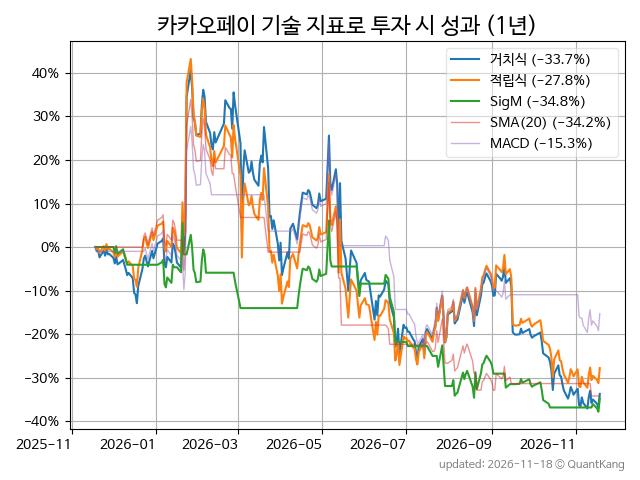 카카오페이 기술 지표로 투자 시 성과 (1년)
거치식 (−33.7%)
적립식 (−27.8%)
SigM (−34.8%)
SMA(20) (−34.2%)
MACD (−15.3%)
40%
30%
20%
10%
0%
−10%
−20%
−30%
−40%
2025-11
2026-01
2026-03
2026-05
2026-07
2026-09
2026-11
updated: 2026-11-18 © QuantKang